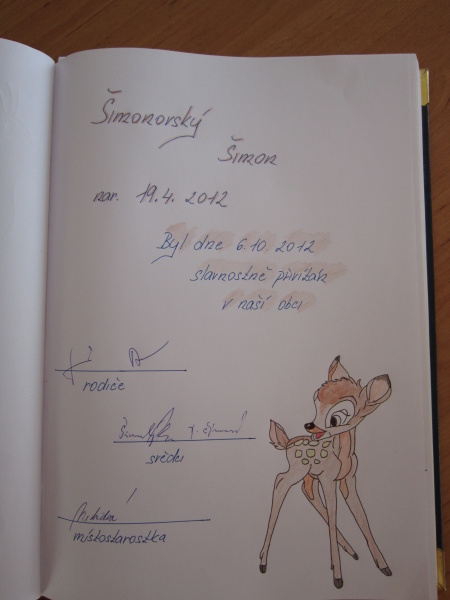 Šimonovský
Šimon
nar. 19.4. 2012
Byl dne 6.10. 2012
slavnostně přivítán
v naší obci
rodiče
svědci
místostarostka